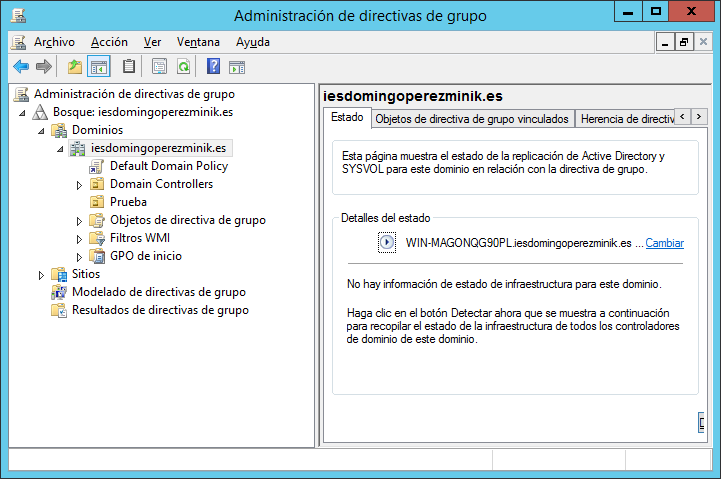 Administración de directivas de grupo
Archivo Acción Ver Ventana Ayuda
Administración de directivas de grupo
Bosque: iesdomingoperezminik.es
Dominios
iesdomingoperezminik.es
Default Domain Policy
Domain Controllers
Prueba
Objetos de directiva de grupo
Filtros WMI
GPO de inicio
Sitios
Modelado de directivas de grupo
Resultados de directivas de grupo
iesdomingoperezminik.es
Estado Objetos de directiva de grupo vinculados Herencia de directiv
Esta página muestra el estado de la replicación de Active Directory y
SYSVOL para este dominio en relación con la directiva de grupo.
Detalles del estado
WIN-MAGONQG90PL.iesdomingoperezminik.es ... Cambiar
No hay información de estado de infraestructura para este dominio.
Haga clic en el botón Detectar ahora que se muestra a continuación
para recopilar el estado de la infraestructura de todos los controladores
de dominio de este dominio.